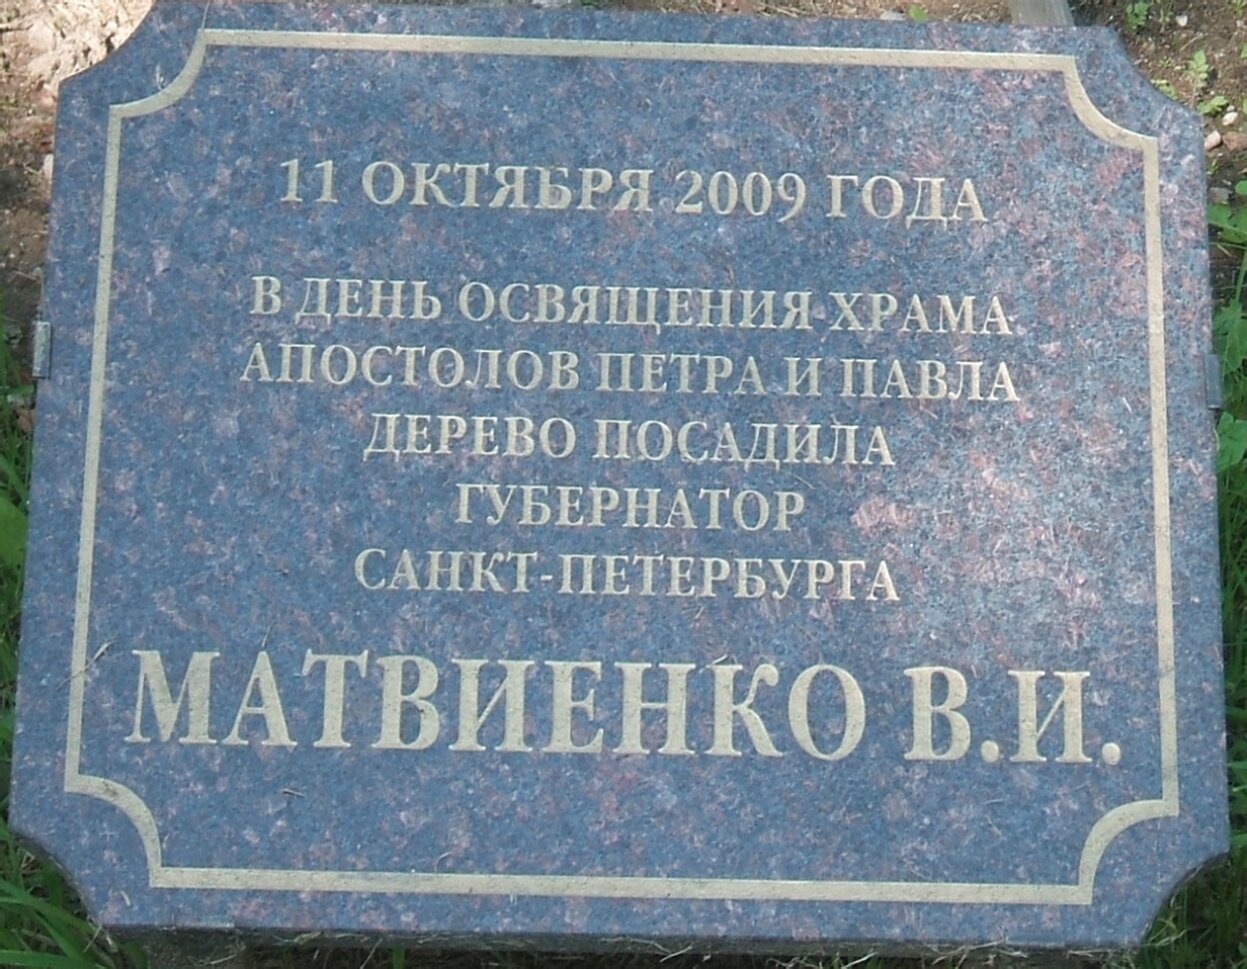 11 ОКТЯБРЯ 2009 ГОДА
В ДЕНЬ ОСВЯЩЕНИЯ ХРАМА
АПОСТОЛОВ ПЕТРА И ПАВЛА
ДЕРЕВО ПОСАДИЛА
ГУБЕРНАТОР
САНКТ-ПЕТЕРБУРГА
МАТВИЕНКО В.И.